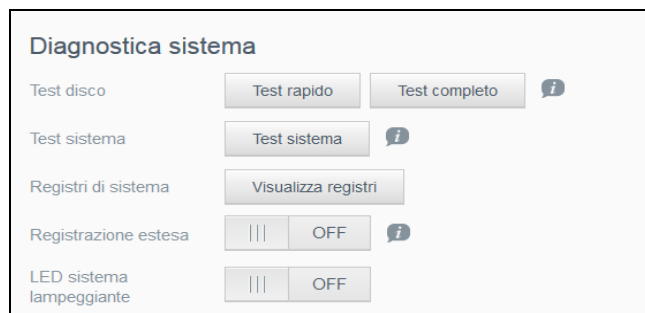 Diagnostica sistema
Test disco Test rapido Test completo
Test sistema Test sistema
Registri di sistema Visualizza registri
Registrazione estesa OFF
LED sistema OFF
lampeggiante